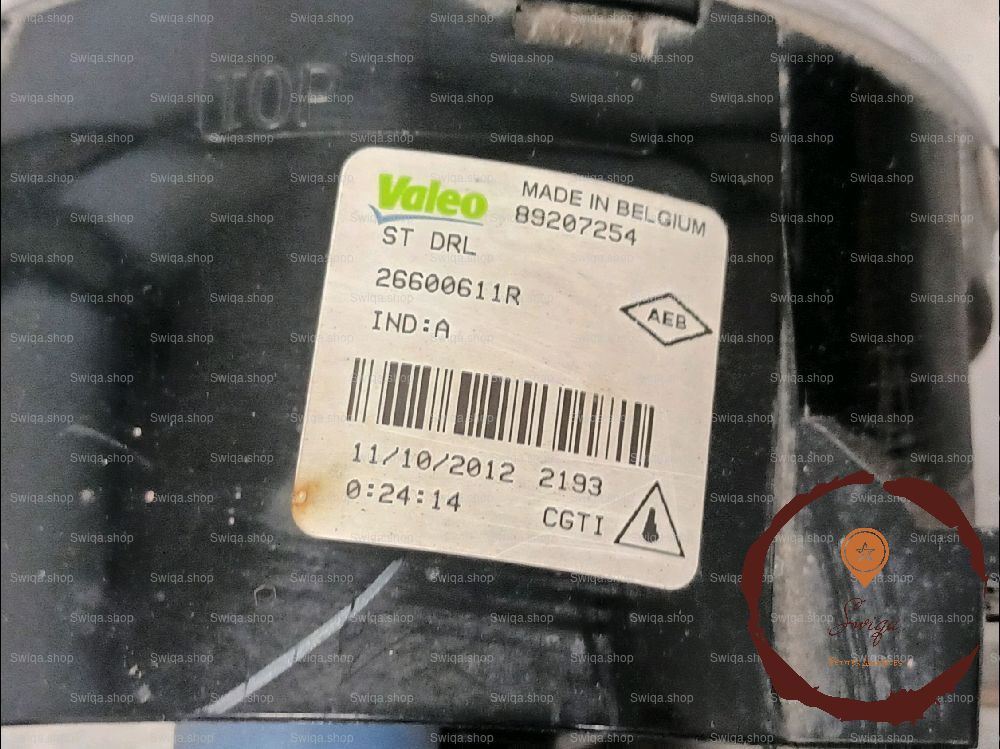 TOP
Valeo
MADE IN BELGIUM
89207254
ST DRL
26600611R
IND:A
AEB
11/10/2012 2193
0:24:14
CGTI
Swiqa.shop
Swiqa